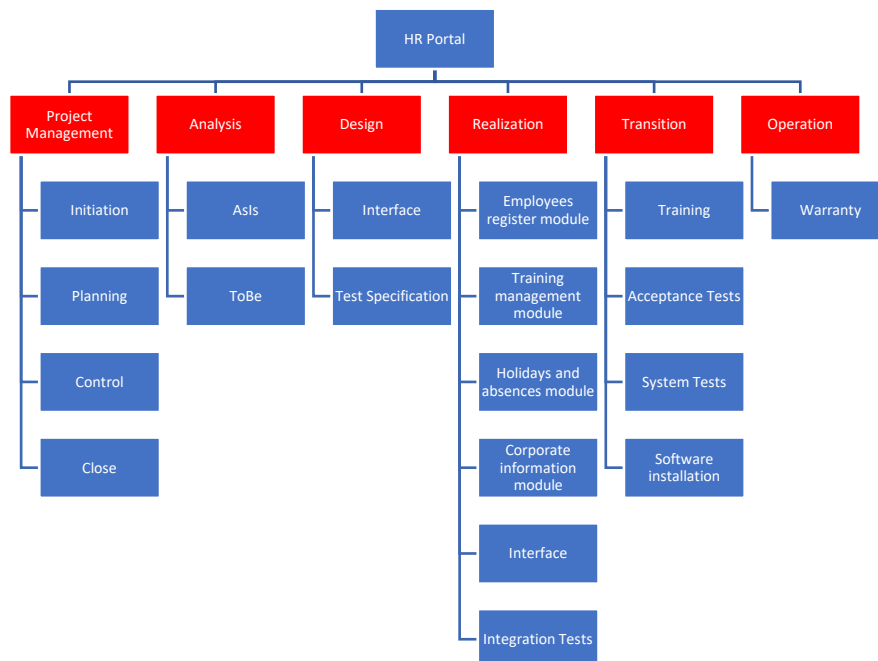 HR Portal
Project
Management
Analysis
Design
Realization
Transition
Operation
Initiation
Planning
Control
Close
AsIs
ToBe
Interface
Test Specification
Employees
register module
Training
management
module
Holidays and
absences module
Corporate
information
module
Interface
Integration Tests
Training
Acceptance Tests
System Tests
Software
installation
Warranty